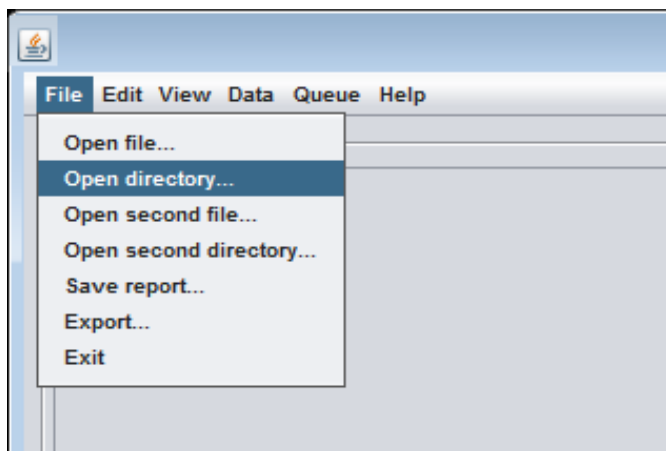 File Edit View Data Queue Help
Open file...
Open directory...
Open second file...
Open second directory...
Save report...
Export...
Exit